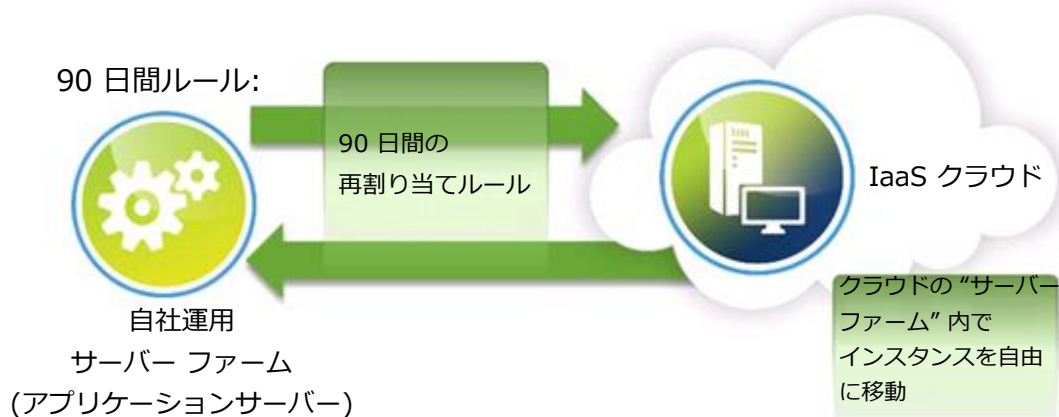 90 日間ルール:
90 日間の
再割り当てルール
IaaS クラウド
自社運用
サーバー ファーム
(アプリケーションサーバー)
クラウドの “サーバー
ファーム” 内で
インスタンスを自由
に移動